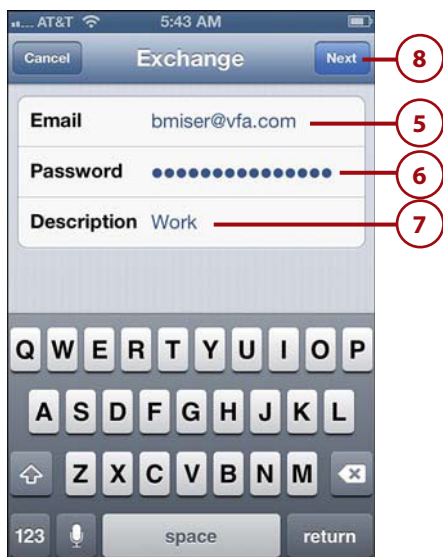 AT&T 5:43 AM
Cancel Exchange Next 8
Email bmiser@vfa.com 5
Password ●●●●●●●●●●●●●●● 6
Description Work 7
Q W E R T Y U I O P
A S D F G H J K L
Z X C V B N M
123 space return